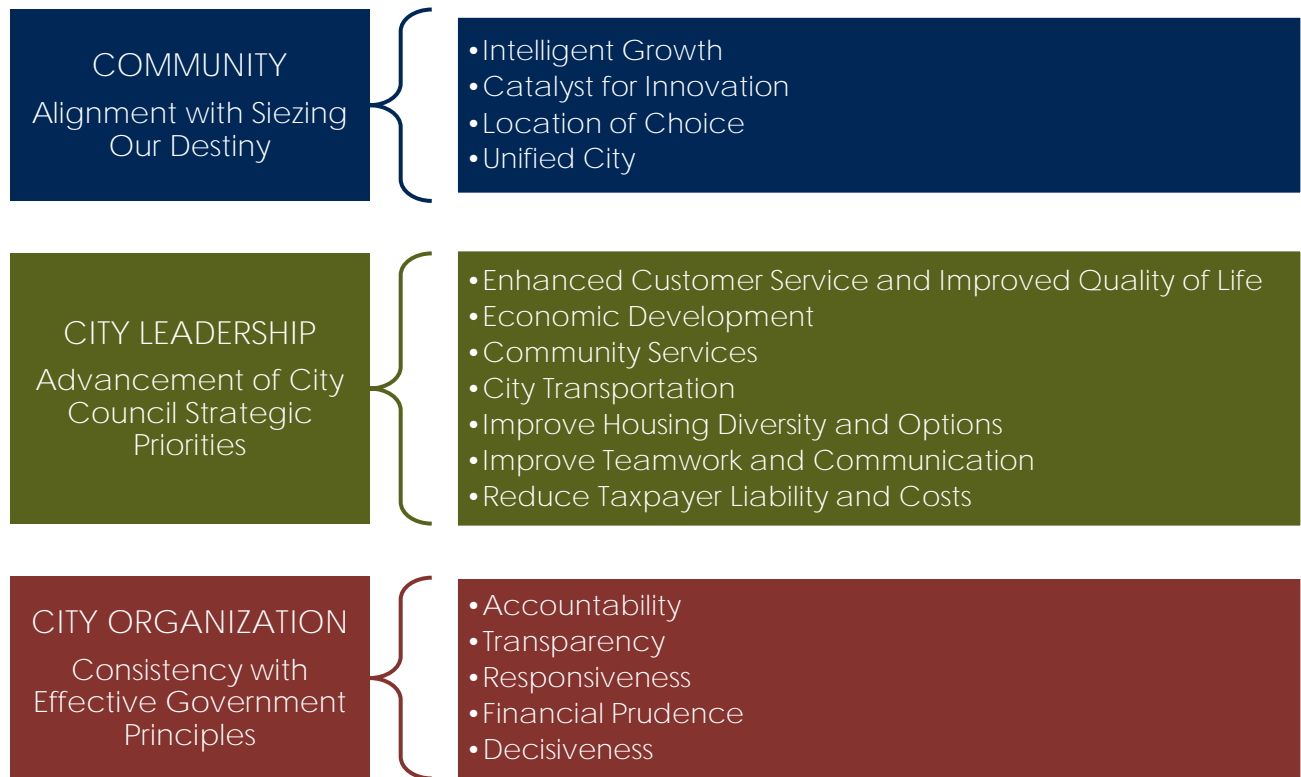 COMMUNITY
Alignment with Siezing
Our Destiny
•Intelligent Growth
•Catalyst for Innovation
•Location of Choice
•Unified City
CITY LEADERSHIP
Advancement of City
Council Strategic
Priorities
•Enhanced Customer Service and Improved Quality of Life
•Economic Development
•Community Services
•City Transportation
•Improve Housing Diversity and Options
•Improve Teamwork and Communication
•Reduce Taxpayer Liability and Costs
CITY ORGANIZATION
Consistency with
Effective Government
Principles
•Accountability
•Transparency
•Responsiveness
•Financial Prudence
•Decisiveness